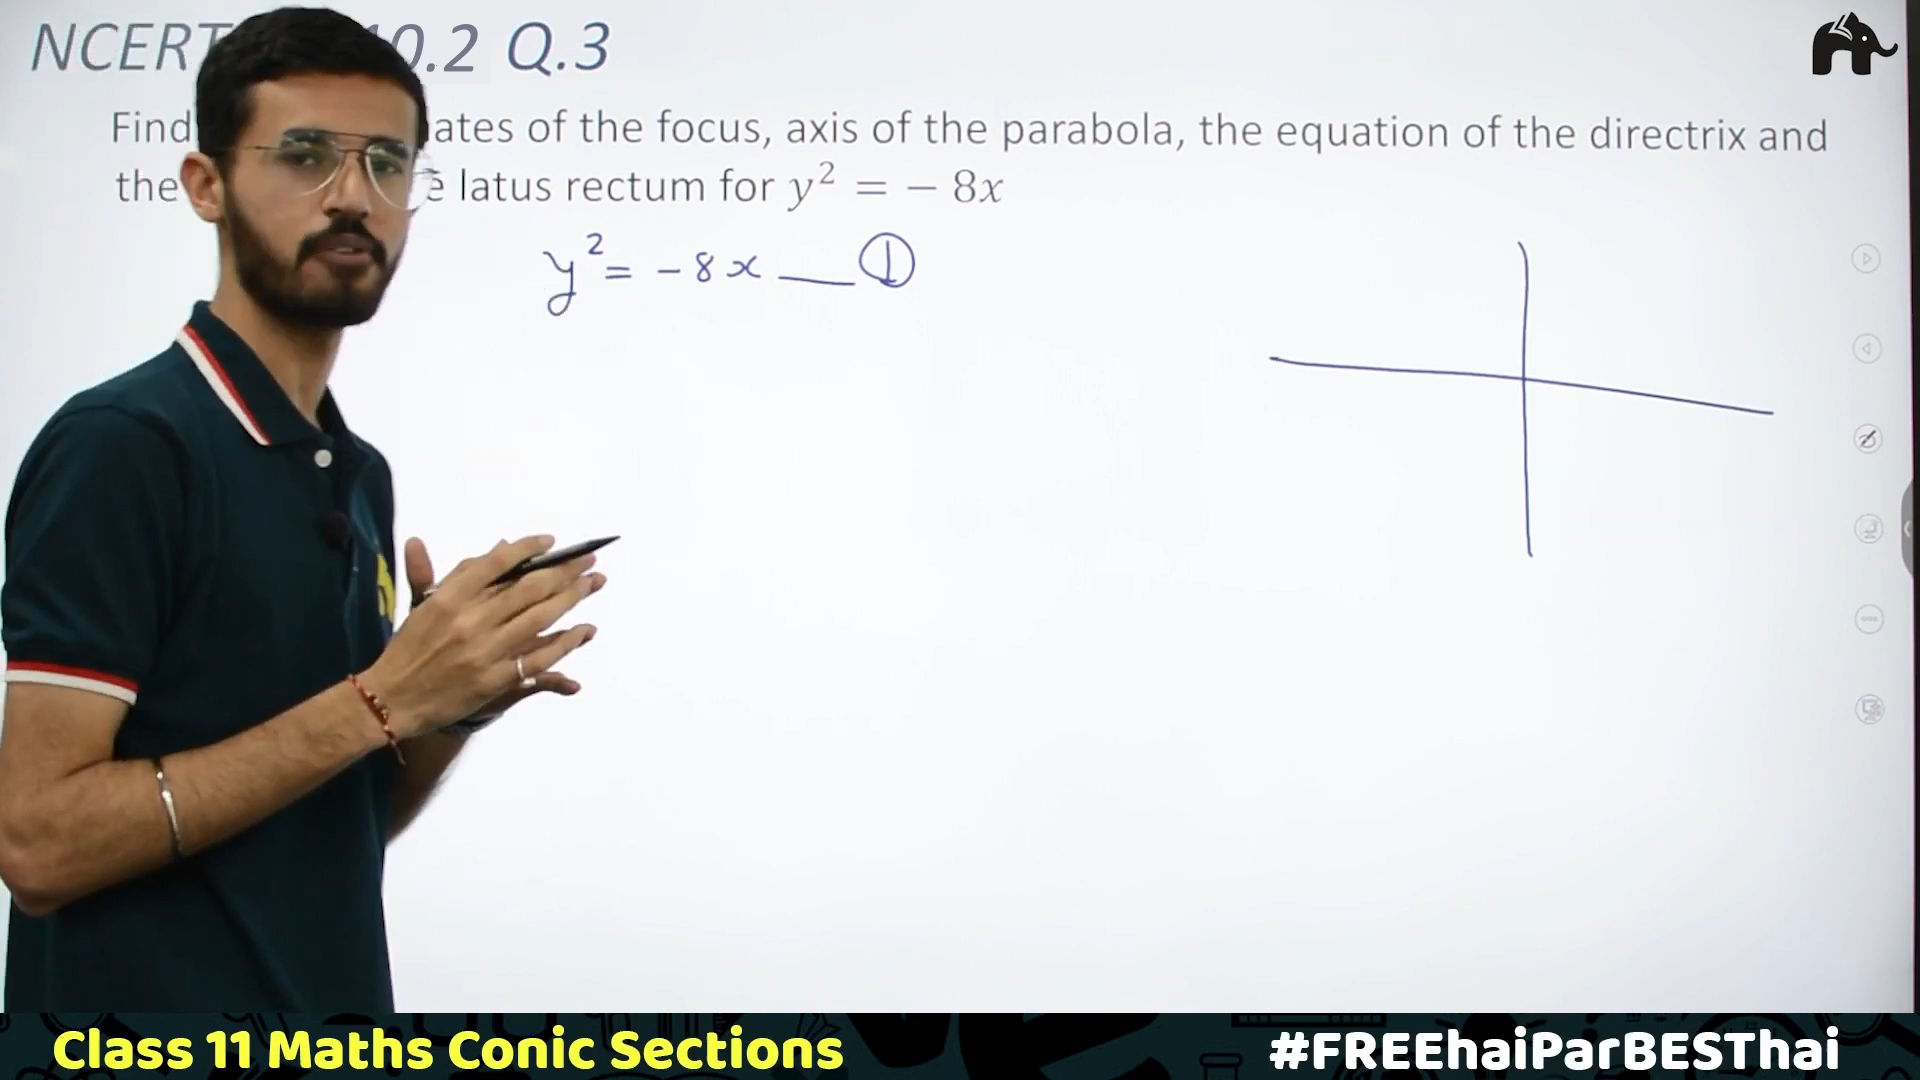 NCERT 10.2 Q.3
Find ates of the focus, axis of the parabola, the equation of the directrix and
the e latus rectum for y² = − 8x
y² = −8x — ①
Class 11 Maths Conic Sections #FREEhaiParBESThai